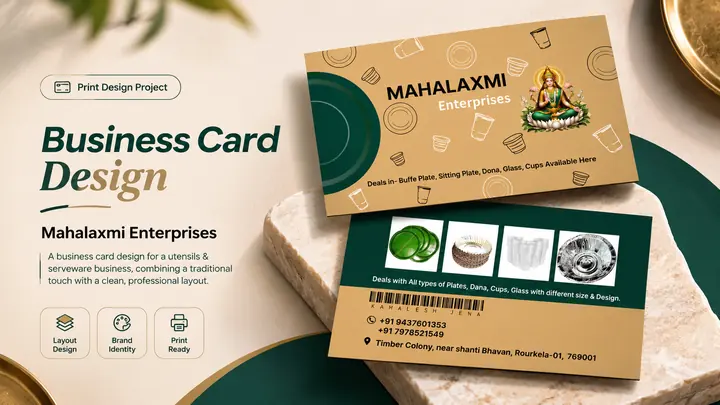 Print Design Project
Business Card
Design
Mahalaxmi Enterprises
A business card design for a utensils &
serveware business, combining a traditional
touch with a clean, professional layout.
Layout
Design
Brand
Identity
Print
Ready
MAHALAXMI
Enterprises
Deals in- Buffe Plate, Sitting Plate, Dona, Glass, Cups Available Here
Deals with All types of Plates, Dana, Cups, Glass with different size & Design.
KAHALESH JENA
+91 9437601353
+91 7978521549
Timber Colony, near shanti Bhavan, Rourkela-01, 769001